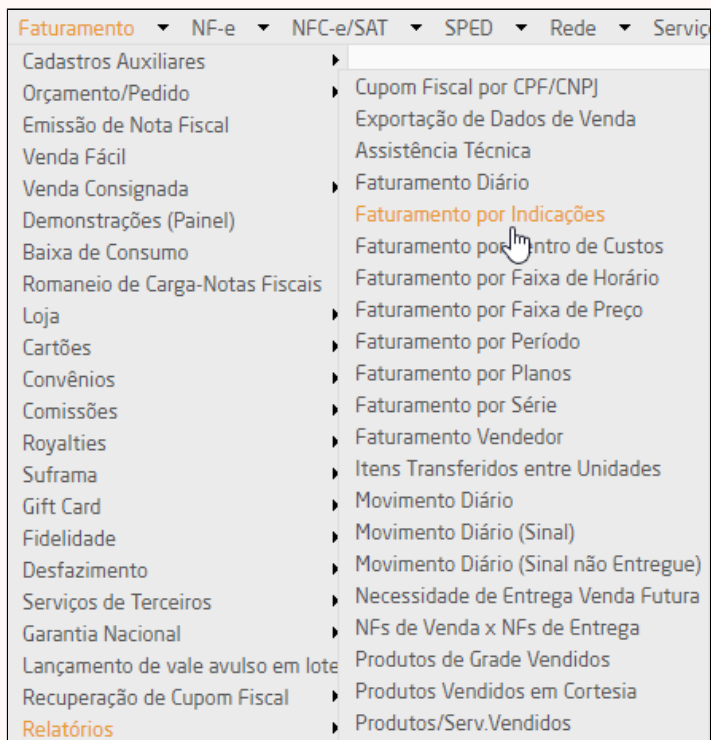 Faturamento NF-e NFC-e/SAT SPED Rede Serviç
Cadastros Auxiliares
Orçamento/Pedido
Emissão de Nota Fiscal
Venda Fácil
Venda Consignada
Demonstrações (Painel)
Baixa de Consumo
Romaneio de Carga-Notas Fiscais
Loja
Cartões
Convênios
Comissões
Royalties
Suframa
Gift Card
Fidelidade
Desfazimento
Serviços de Terceiros
Garantia Nacional
Lançamento de vale avulso em lote
Recuperação de Cupom Fiscal
Relatórios
Cupom Fiscal por CPF/CNPJ
Exportação de Dados de Venda
Assistência Técnica
Faturamento Diário
Faturamento por Indicações
Faturamento por Centro de Custos
Faturamento por Faixa de Horário
Faturamento por Faixa de Preço
Faturamento por Período
Faturamento por Planos
Faturamento por Série
Faturamento Vendedor
Itens Transferidos entre Unidades
Movimento Diário
Movimento Diário (Sinal)
Movimento Diário (Sinal não Entregue)
Necessidade de Entrega Venda Futura
NFs de Venda x NFs de Entrega
Produtos de Grade Vendidos
Produtos Vendidos em Cortesia
Produtos/Serv.Vendidos